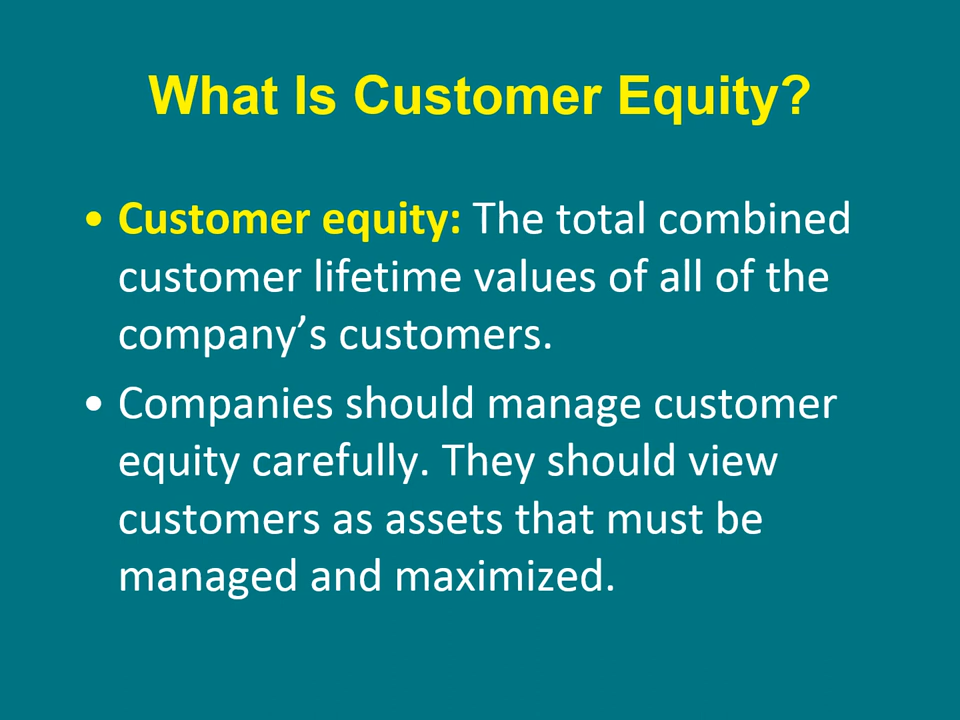 What Is Customer Equity?
• Customer equity: The total combined
customer lifetime values of all of the
company’s customers.
• Companies should manage customer
equity carefully. They should view
customers as assets that must be
managed and maximized.